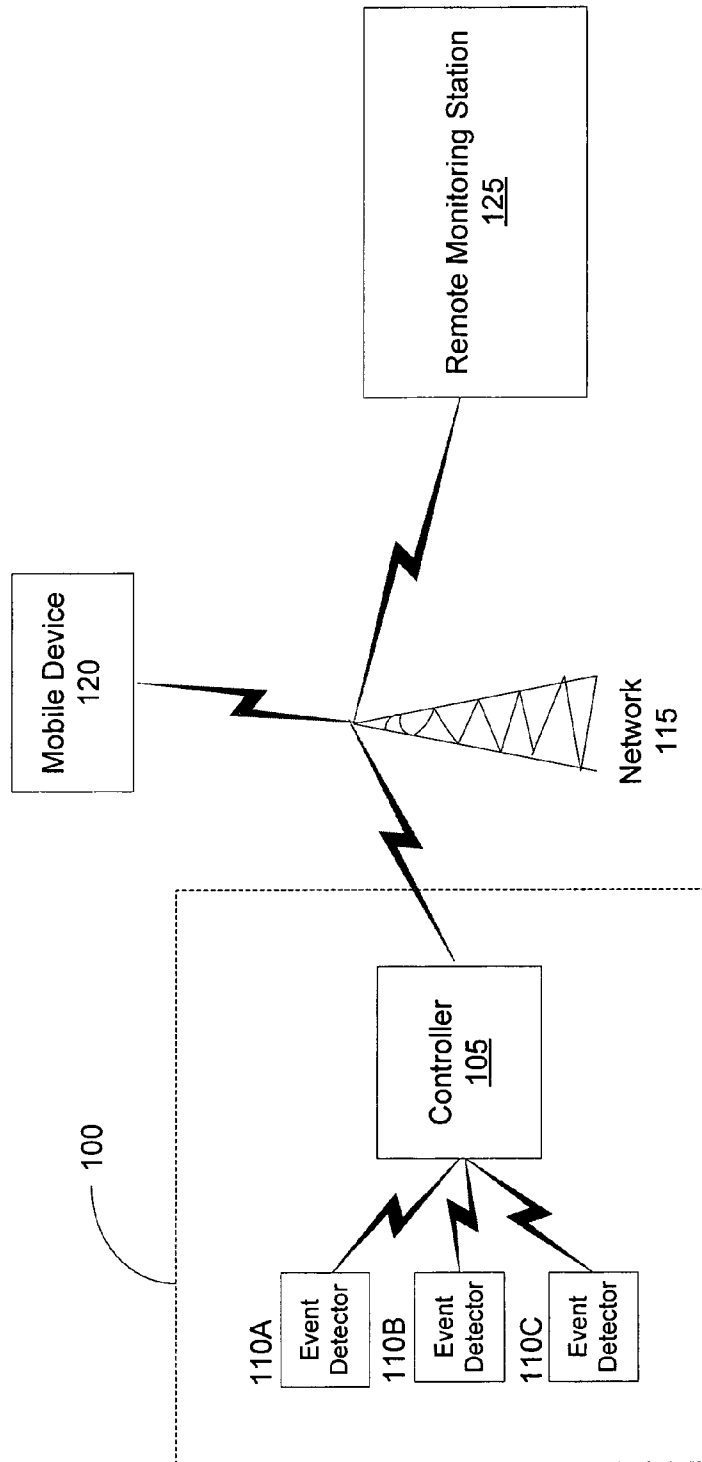 100
110A
Event
Detector
110B
Event
Detector
110C
Event
Detector
Controller
105
Mobile Device
120
Network
115
Remote Monitoring Station
125